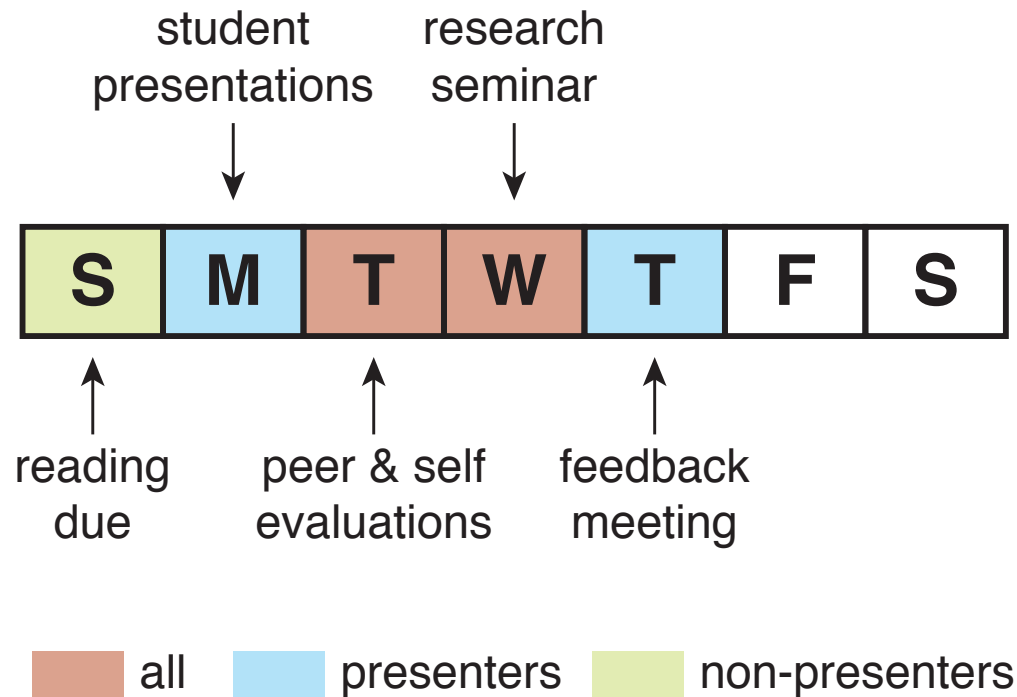 student
presentations
research
seminar
S M T W T F S
reading
due
peer & self
evaluations
feedback
meeting
all presenters non-presenters